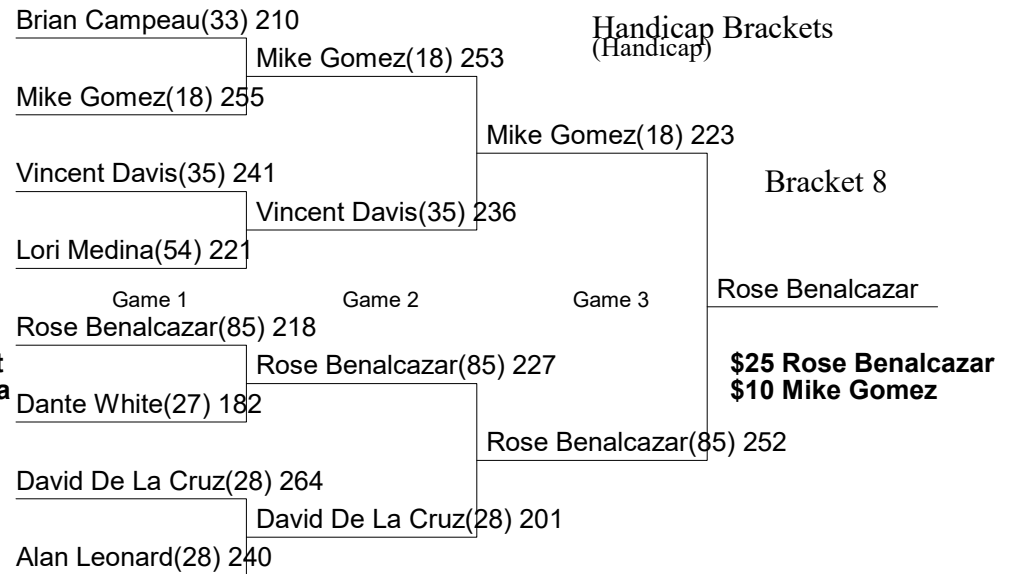 Brian Campeau(33) 210
Handicap Brackets
(Handicap)
Mike Gomez(18) 253
Mike Gomez(18) 255
Mike Gomez(18) 223
Vincent Davis(35) 241
Bracket 8
Vincent Davis(35) 236
Lori Medina(54) 221
Game 1
Game 2
Game 3
Rose Benalcazar
Rose Benalcazar(85) 218
Rose Benalcazar(85) 227
$25 Rose Benalcazar
$10 Mike Gomez
Dante White(27) 182
Rose Benalcazar(85) 252
David De La Cruz(28) 264
David De La Cruz(28) 201
Alan Leonard(28) 240